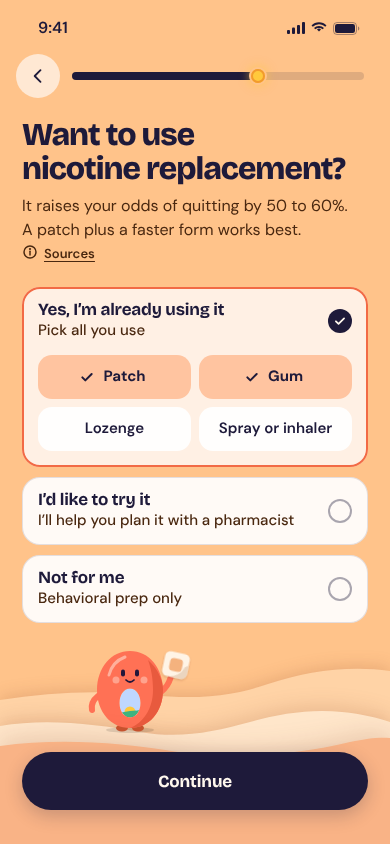 9:41
Want to use
nicotine replacement?
It raises your odds of quitting by 50 to 60%.
A patch plus a faster form works best.
Sources
Yes, I’m already using it
Pick all you use
Patch
Gum
Lozenge
Spray or inhaler
I’d like to try it
I’ll help you plan it with a pharmacist
Not for me
Behavioral prep only
Continue